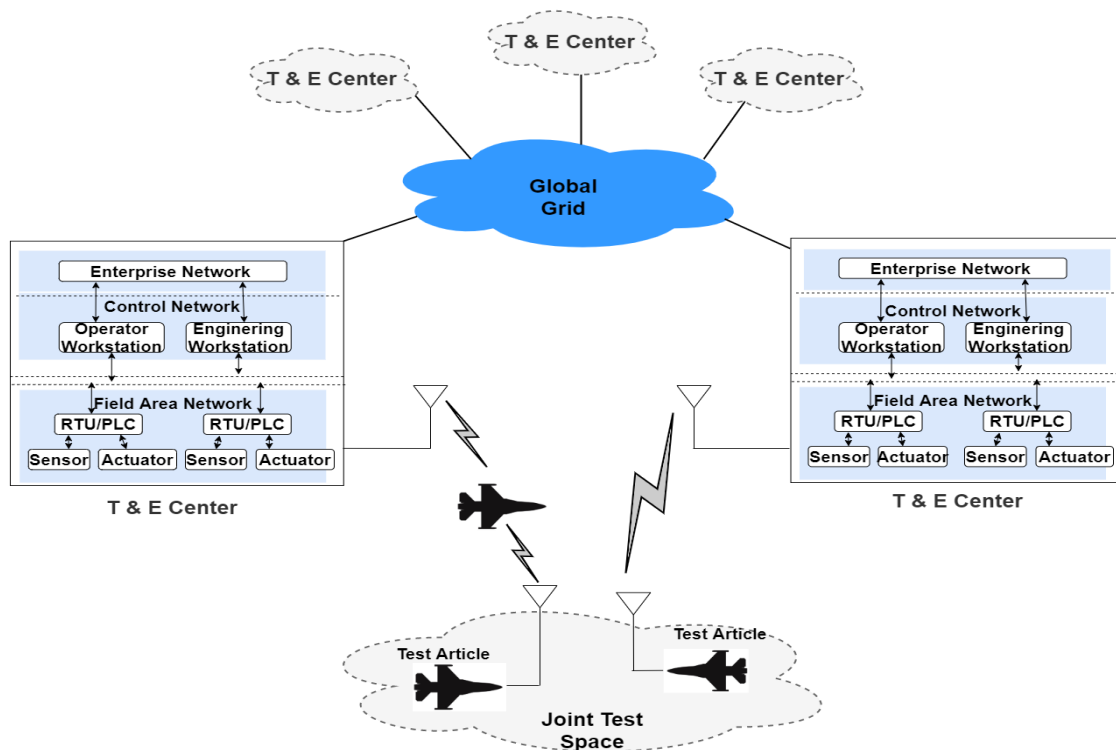 T & E Center
T & E Center
T & E Center
Global
Grid
Enterprise Network
Control Network
Operator
Workstation
Enginering
Workstation
Field Area Network
RTU/PLC
RTU/PLC
Sensor
Actuator
Sensor
Actuator
T & E Center
Enterprise Network
Control Network
Operator
Workstation
Enginering
Workstation
Field Area Network
RTU/PLC
RTU/PLC
Sensor
Actuator
Sensor
Actuator
T & E Center
Test Article
Test Article
Joint Test
Space